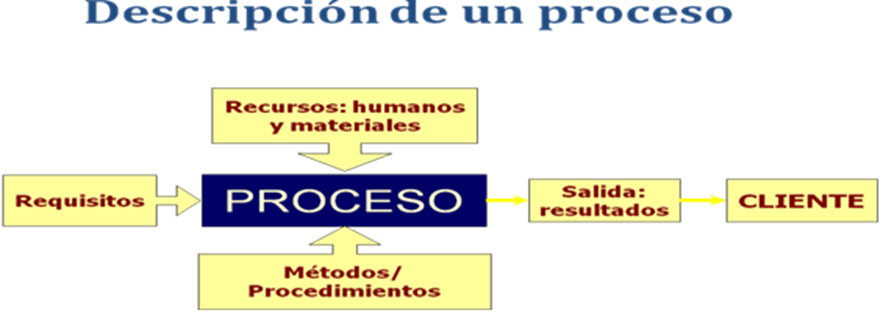 Descripción de un proceso
Recursos: humanos
y materiales
Requisitos
PROCESO
Salida:
resultados
CLIENTE
Métodos/
Procedimientos